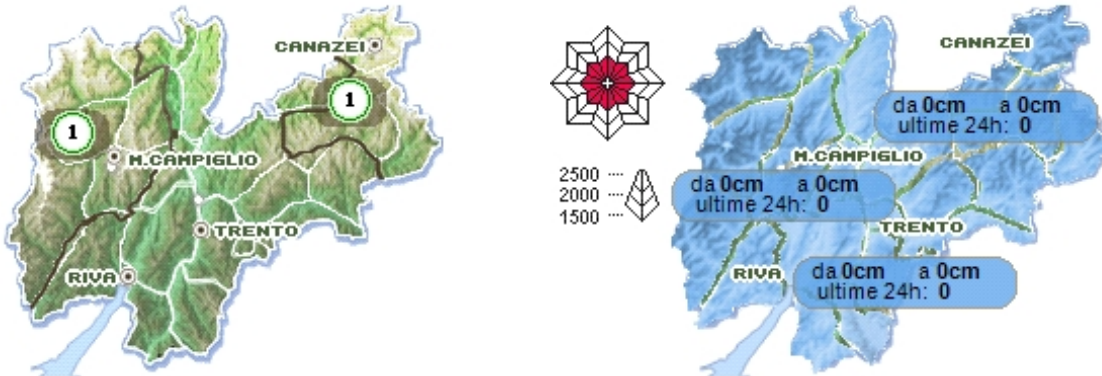 CANAZEI
1
1
M.CAMPIGLIO
TRENTO
RIVA
2500
2000
1500
CANAZEI
da 0cm a 0cm
ultime 24h: 0
M.CAMPIGLIO
da 0cm a 0cm
ultime 24h: 0
TRENTO
RIVA
da 0cm a 0cm
ultime 24h: 0